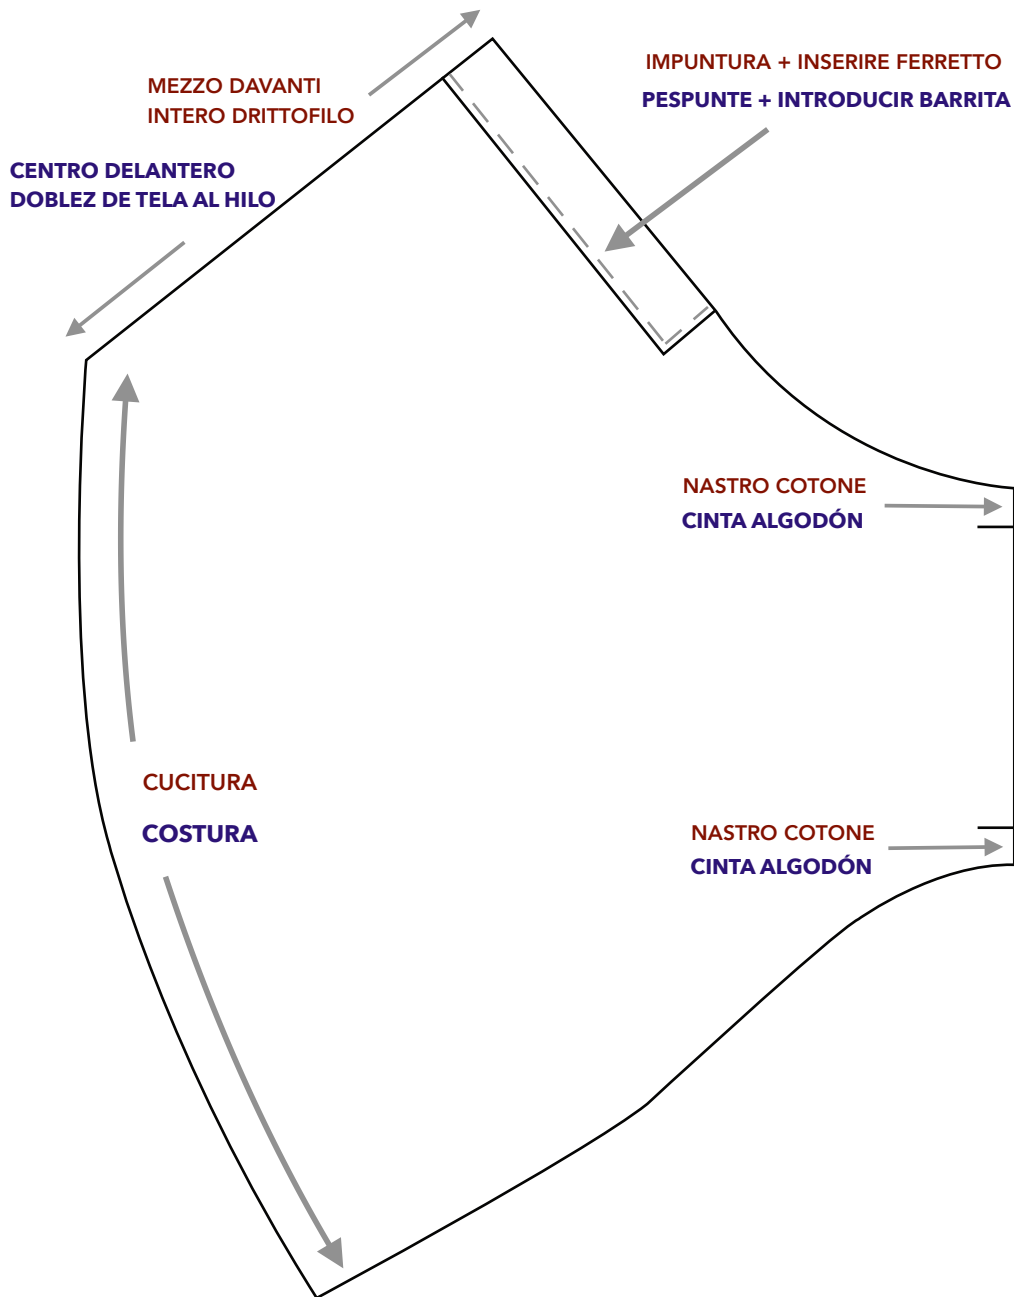 IMPUNTURA + INSERIRE FERRETTO
PESPUNTE + INTRODUCIR BARRITA
MEZZO DAVANTI
INTERO DRITTOFILO
CENTRO DELANTERO
DOBLEZ DE TELA AL HILO
NASTRO COTONE
CINTA ALGODÓN
CUCITURA
COSTURA
NASTRO COTONE
CINTA ALGODÓN